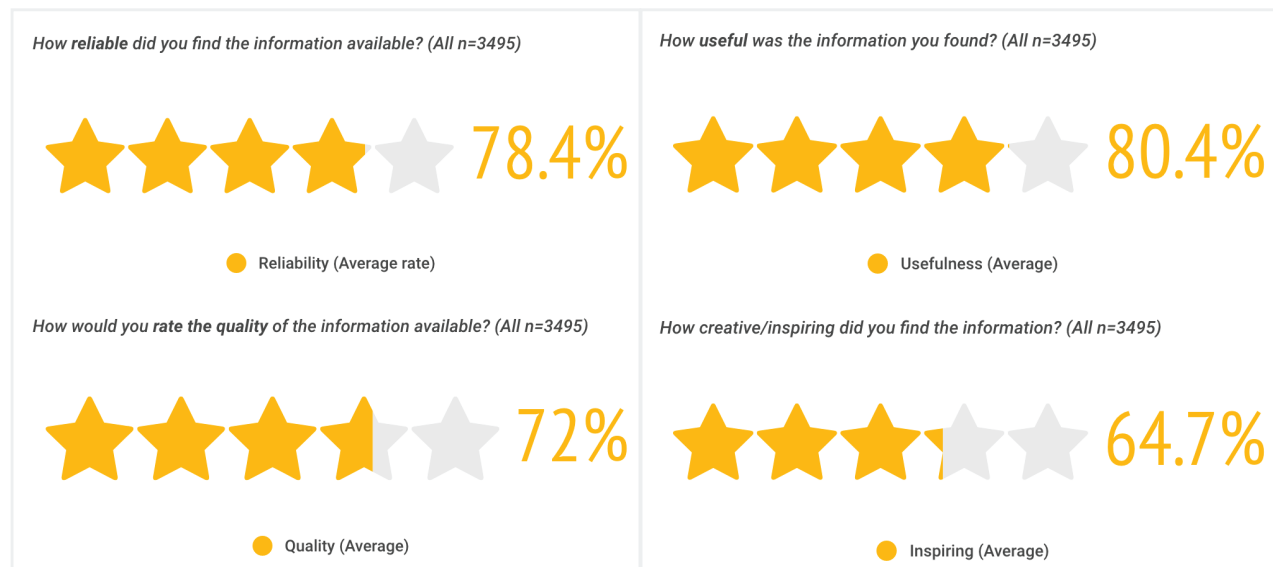 How reliable did you find the information available? (All n=3495)
78.4%
Reliability (Average rate)
How useful was the information you found? (All n=3495)
80.4%
Usefulness (Average)
How would you rate the quality of the information available? (All n=3495)
72%
Quality (Average)
How creative/inspiring did you find the information? (All n=3495)
64.7%
Inspiring (Average)